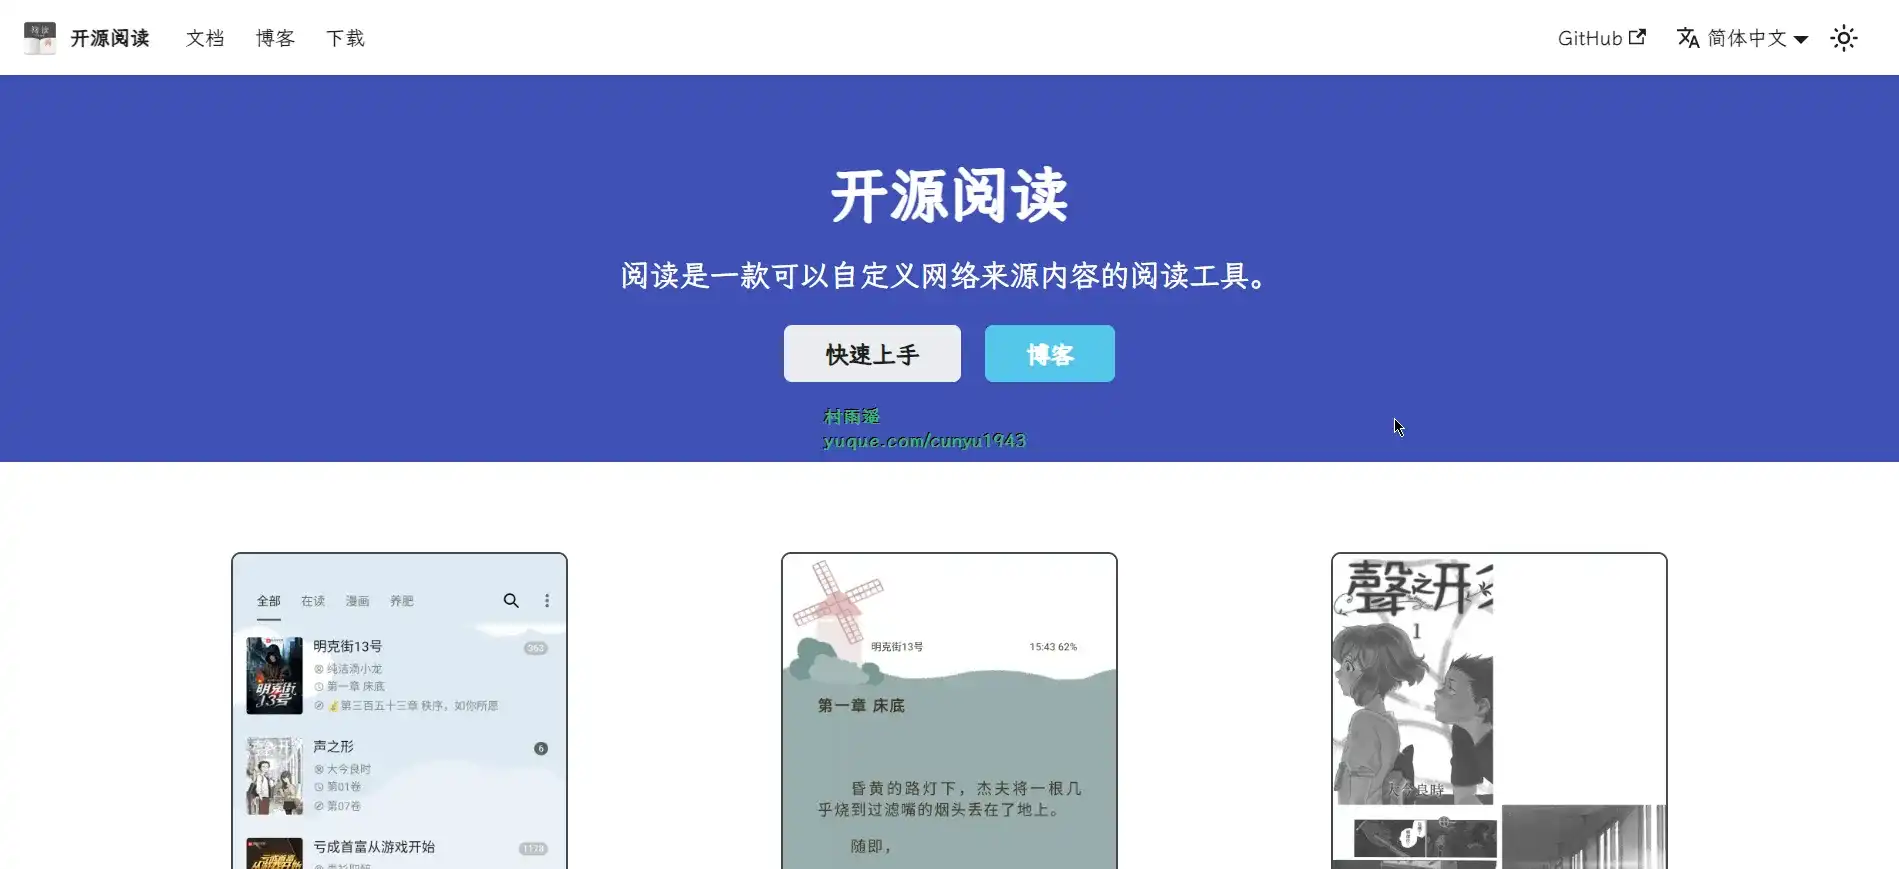 开源阅读 文档 博客 下载 GitHub 简体中文
开源阅读
阅读是一款可以自定义网络来源内容的阅读工具。
快速上手 博客
村雨遥
yuque.com/cunyu1943
全部 在读 漫画 养肥
明克街13号 363
纯洁滴小龙
第一章 床底
第三百五十三章 秩序，如你所愿
声之形 6
大今良时
第01卷
第07卷
亏成首富从游戏开始 1178
明克街13号 15:43 62%
第一章 床底
昏黄的路灯下，杰夫将一根几
乎烧到过滤嘴的烟头丢在了地上。
随即，
聲之形
1
大今良時